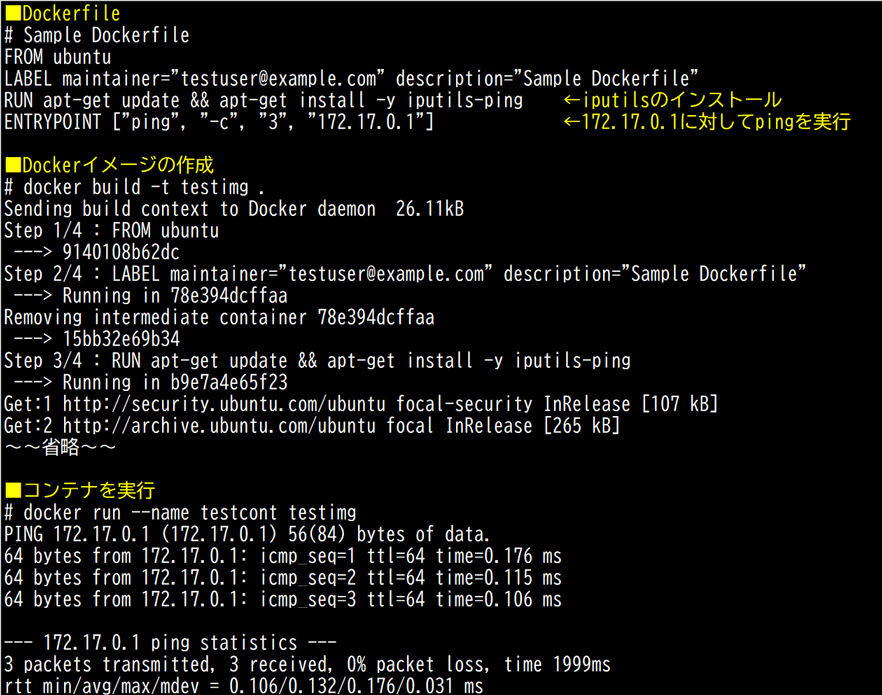 ■Dockerfile
# Sample Dockerfile
FROM ubuntu
LABEL maintainer="testuser@example.com" description="Sample Dockerfile"
RUN apt-get update && apt-get install -y iputils-ping ←iputilsのインストール
ENTRYPOINT ["ping", "-c", "3", "172.17.0.1"] ←172.17.0.1に対してpingを実行
■Dockerイメージの作成
# docker build -t testimg .
Sending build context to Docker daemon 26.11kB
Step 1/4 : FROM ubuntu
---> 9140108b62dc
Step 2/4 : LABEL maintainer="testuser@example.com" description="Sample Dockerfile"
---> Running in 78e394dcffaa
Removing intermediate container 78e394dcffaa
---> 15bb32e69b34
Step 3/4 : RUN apt-get update && apt-get install -y iputils-ping
---> Running in b9e7a4e65f23
Get:1 http://security.ubuntu.com/ubuntu focal-security InRelease [107 kB]
Get:2 http://archive.ubuntu.com/ubuntu focal InRelease [265 kB]
~~省略~~
■コンテナを実行
# docker run --name testcont testimg
PING 172.17.0.1 (172.17.0.1) 56(84) bytes of data.
64 bytes from 172.17.0.1: icmp_seq=1 ttl=64 time=0.176 ms
64 bytes from 172.17.0.1: icmp_seq=2 ttl=64 time=0.115 ms
64 bytes from 172.17.0.1: icmp_seq=3 ttl=64 time=0.106 ms
--- 172.17.0.1 ping statistics ---
3 packets transmitted, 3 received, 0% packet loss, time 1999ms
rtt min/avg/max/mdev = 0.106/0.132/0.176/0.031 ms